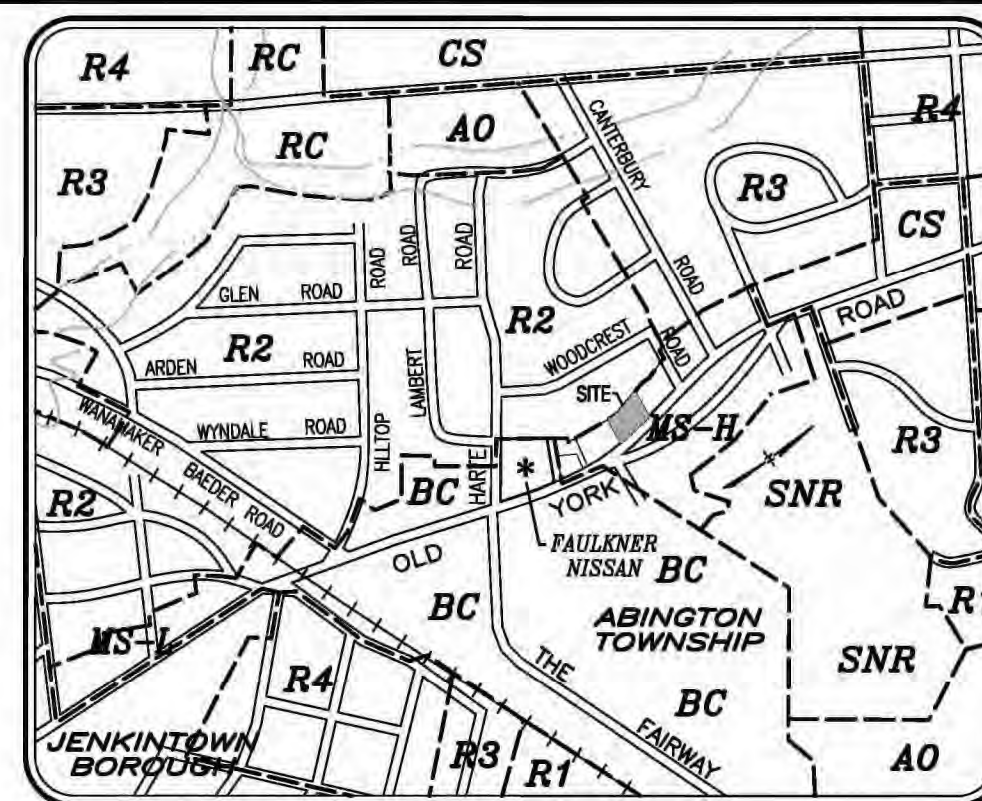 R4
RC
CS
R3
RC
AO
CANTERBURY
ROAD
R3
R4
CS
ROAD
ROAD
ROAD
GLEN ROAD
R2
ARDEN ROAD
WYNDALE ROAD
HLLTOP
LAMBERT
HARTE
R2
WOODCREST
ROAD
SITE
MS-H
ROAD
R3
WANAMAKER
BAEDER ROAD
R2
BC
*
OLD
YORK
FAULKNER
NISSAN
BC
SNR
BC
ABINGTON
TOWNSHIP
SNR
MS-L
R4
THE
FAIRWAY
BC
JENKINTOWN
BOROUGH
R3
R1
AO